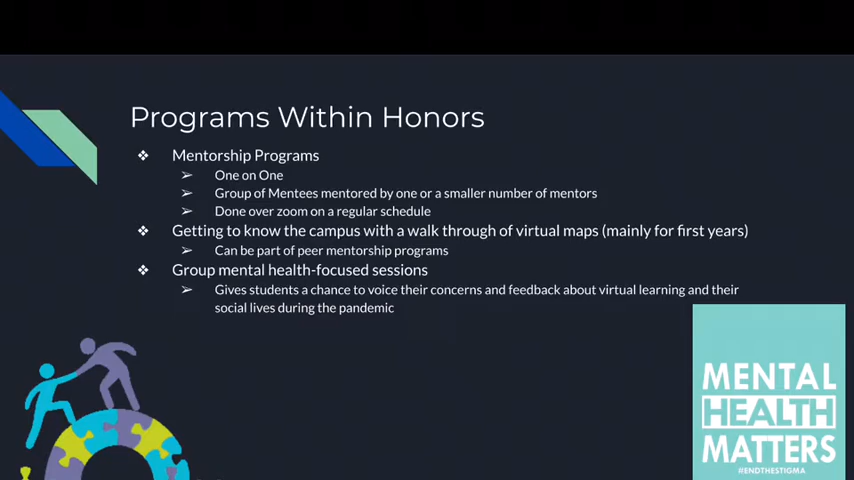 Programs Within Honors
❖ Mentorship Programs
➢ One on One
➢ Group of Mentees mentored by one or a smaller number of mentors
➢ Done over zoom on a regular schedule
❖ Getting to know the campus with a walk through of virtual maps (mainly for first years)
➢ Can be part of peer mentorship programs
❖ Group mental health-focused sessions
➢ Gives students a chance to voice their concerns and feedback about virtual learning and their
social lives during the pandemic
MENTAL
HEALTH
MATTERS
#ENDTHESTIGMA